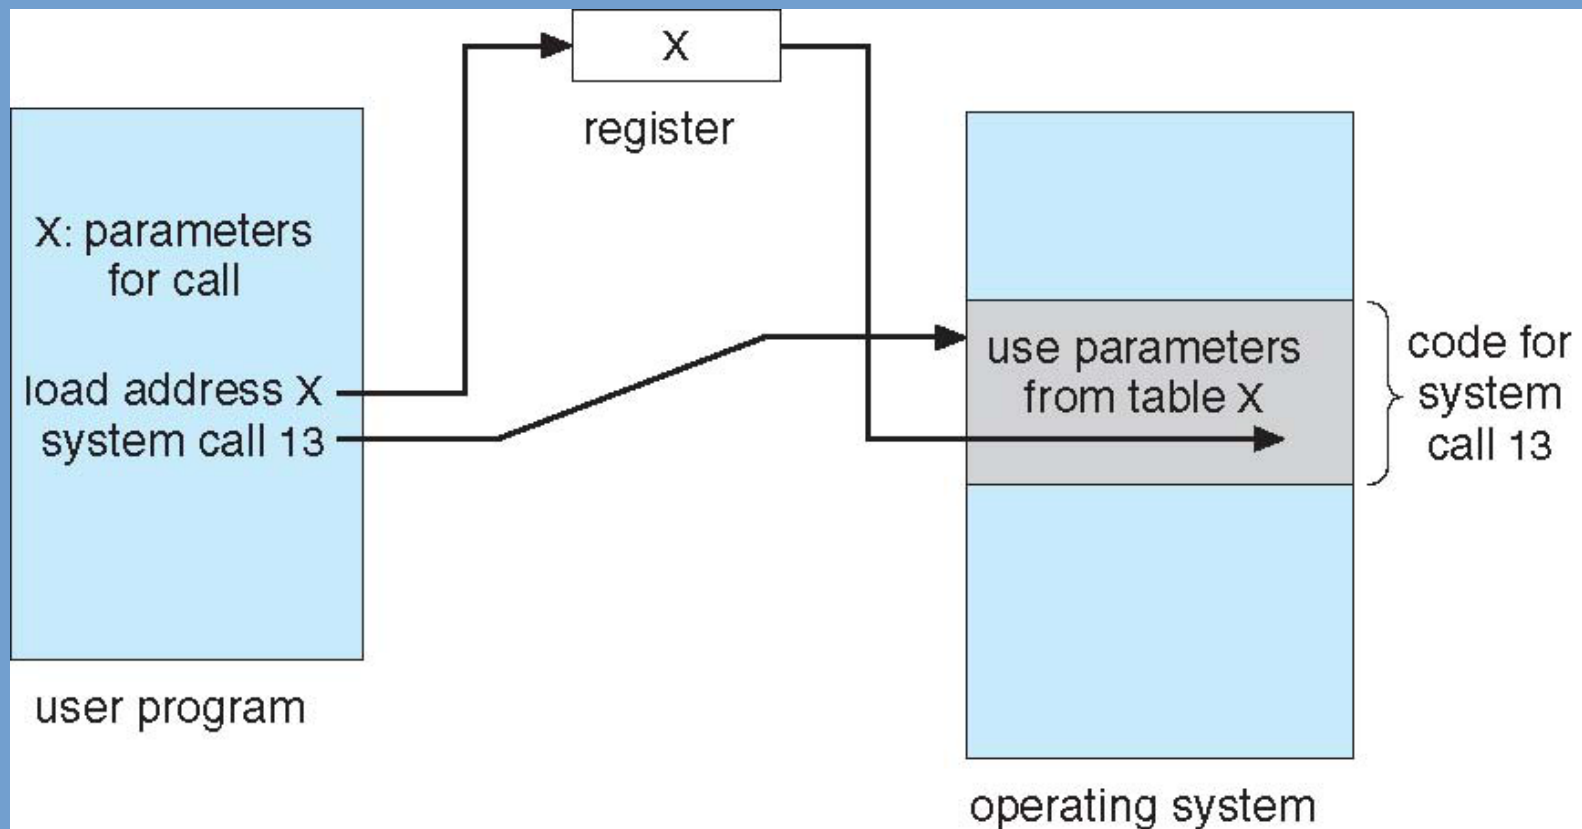 X
register
X: parameters
for call
load address X
system call 13
user program
use parameters
from table X
code for
system
call 13
operating system